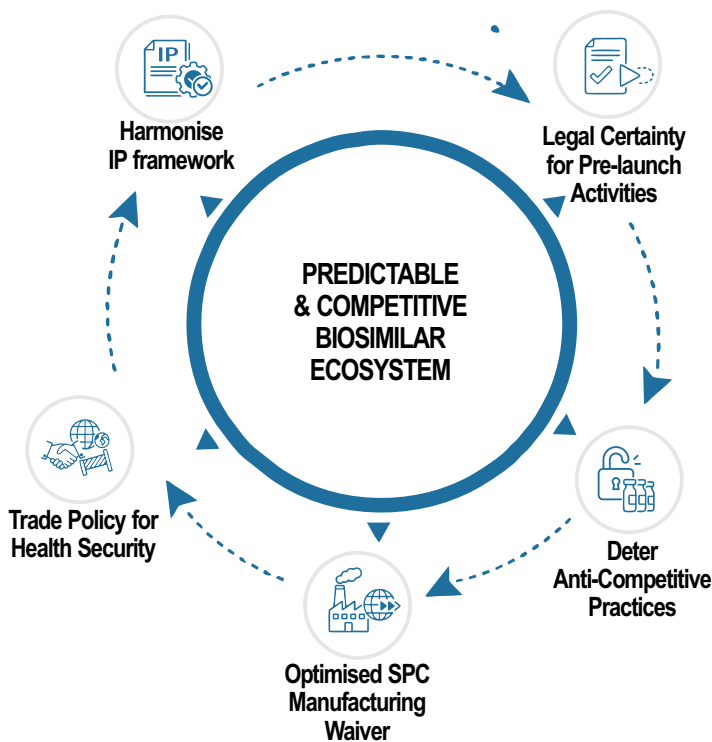 IP
Harmonise
IP framework
Legal Certainty
for Pre-launch
Activities
PREDICTABLE
& COMPETITIVE
BIOSIMILAR
ECOSYSTEM
Trade Policy for
Health Security
Deter
Anti-Competitive
Practices
Optimised SPC
Manufacturing
Waiver